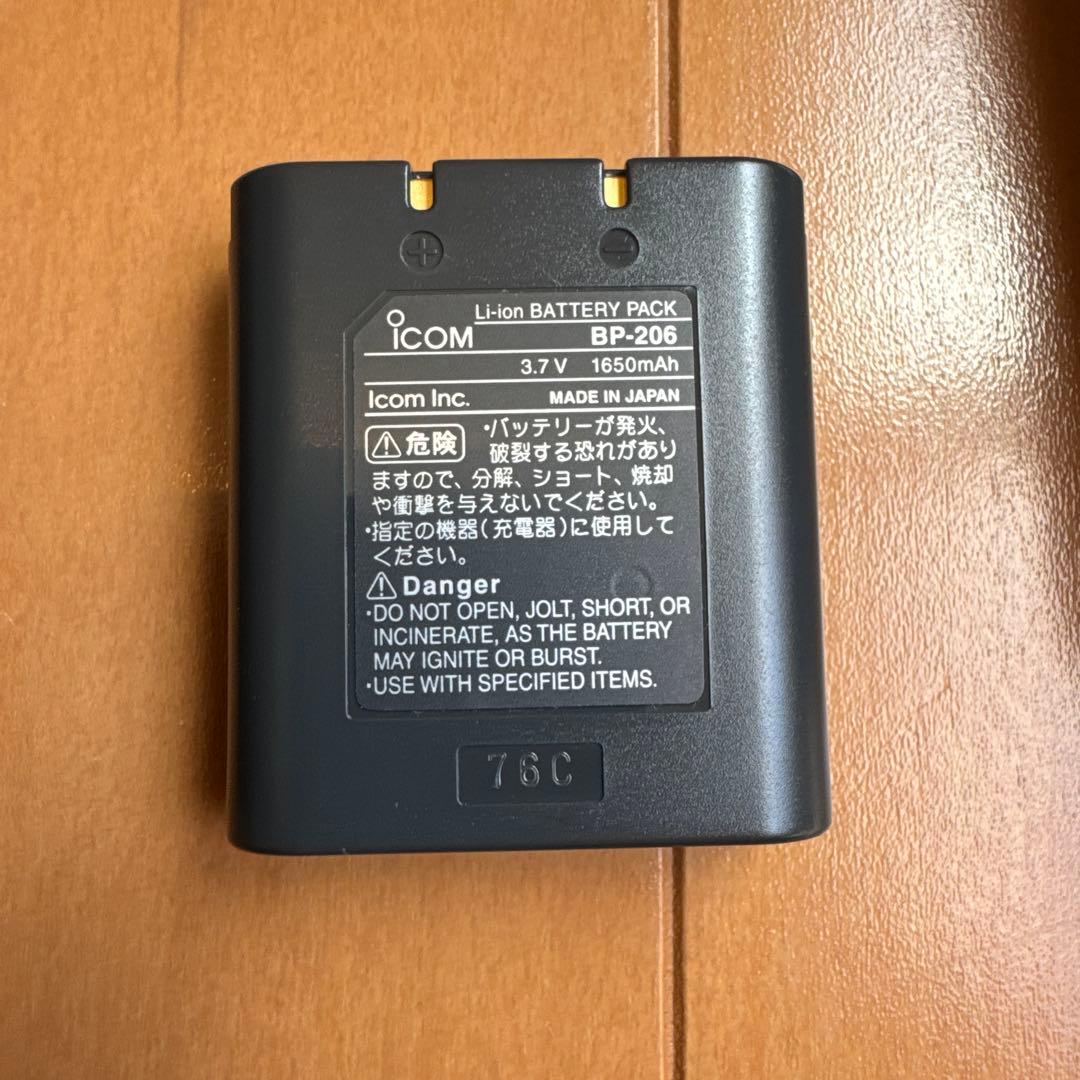 + −
Li-ion BATTERY PACK
ICOM BP-206
3.7 V 1650mAh
Icom Inc. MADE IN JAPAN
⚠危険 ・バッテリーが発火、
破裂する恐れがあり
ますので、分解、ショート、焼却
や衝撃を与えないでください。
・指定の機器(充電器)に使用して
ください。
⚠ Danger
・DO NOT OPEN, JOLT, SHORT, OR
INCINERATE, AS THE BATTERY
MAY IGNITE OR BURST.
・USE WITH SPECIFIED ITEMS.
76C